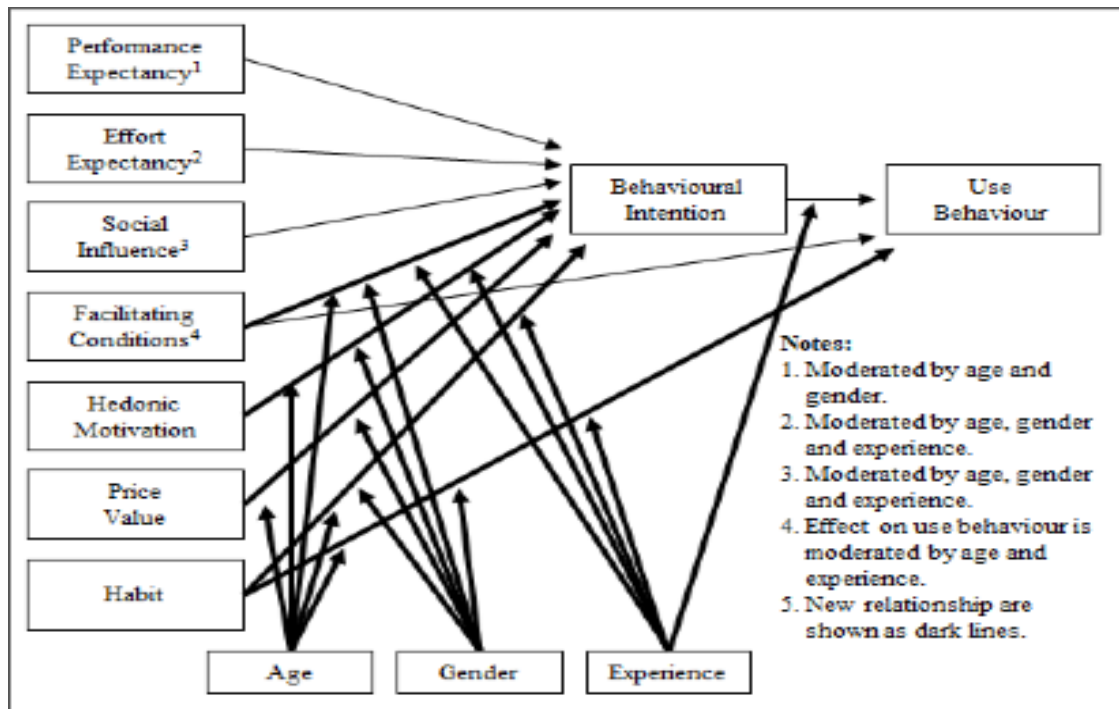 Performance
Expectancy¹
Effort
Expectancy²
Social
Influence³
Facilitating
Conditions⁴
Hedonic
Motivation
Price
Value
Habit
Behavioural
Intention
Use
Behaviour
Notes:
1. Moderated by age and
gender.
2. Moderated by age, gender
and experience.
3. Moderated by age, gender
and experience.
4. Effect on use behaviour is
moderated by age and
experience.
5. New relationship are
shown as dark lines.
Age
Gender
Experience